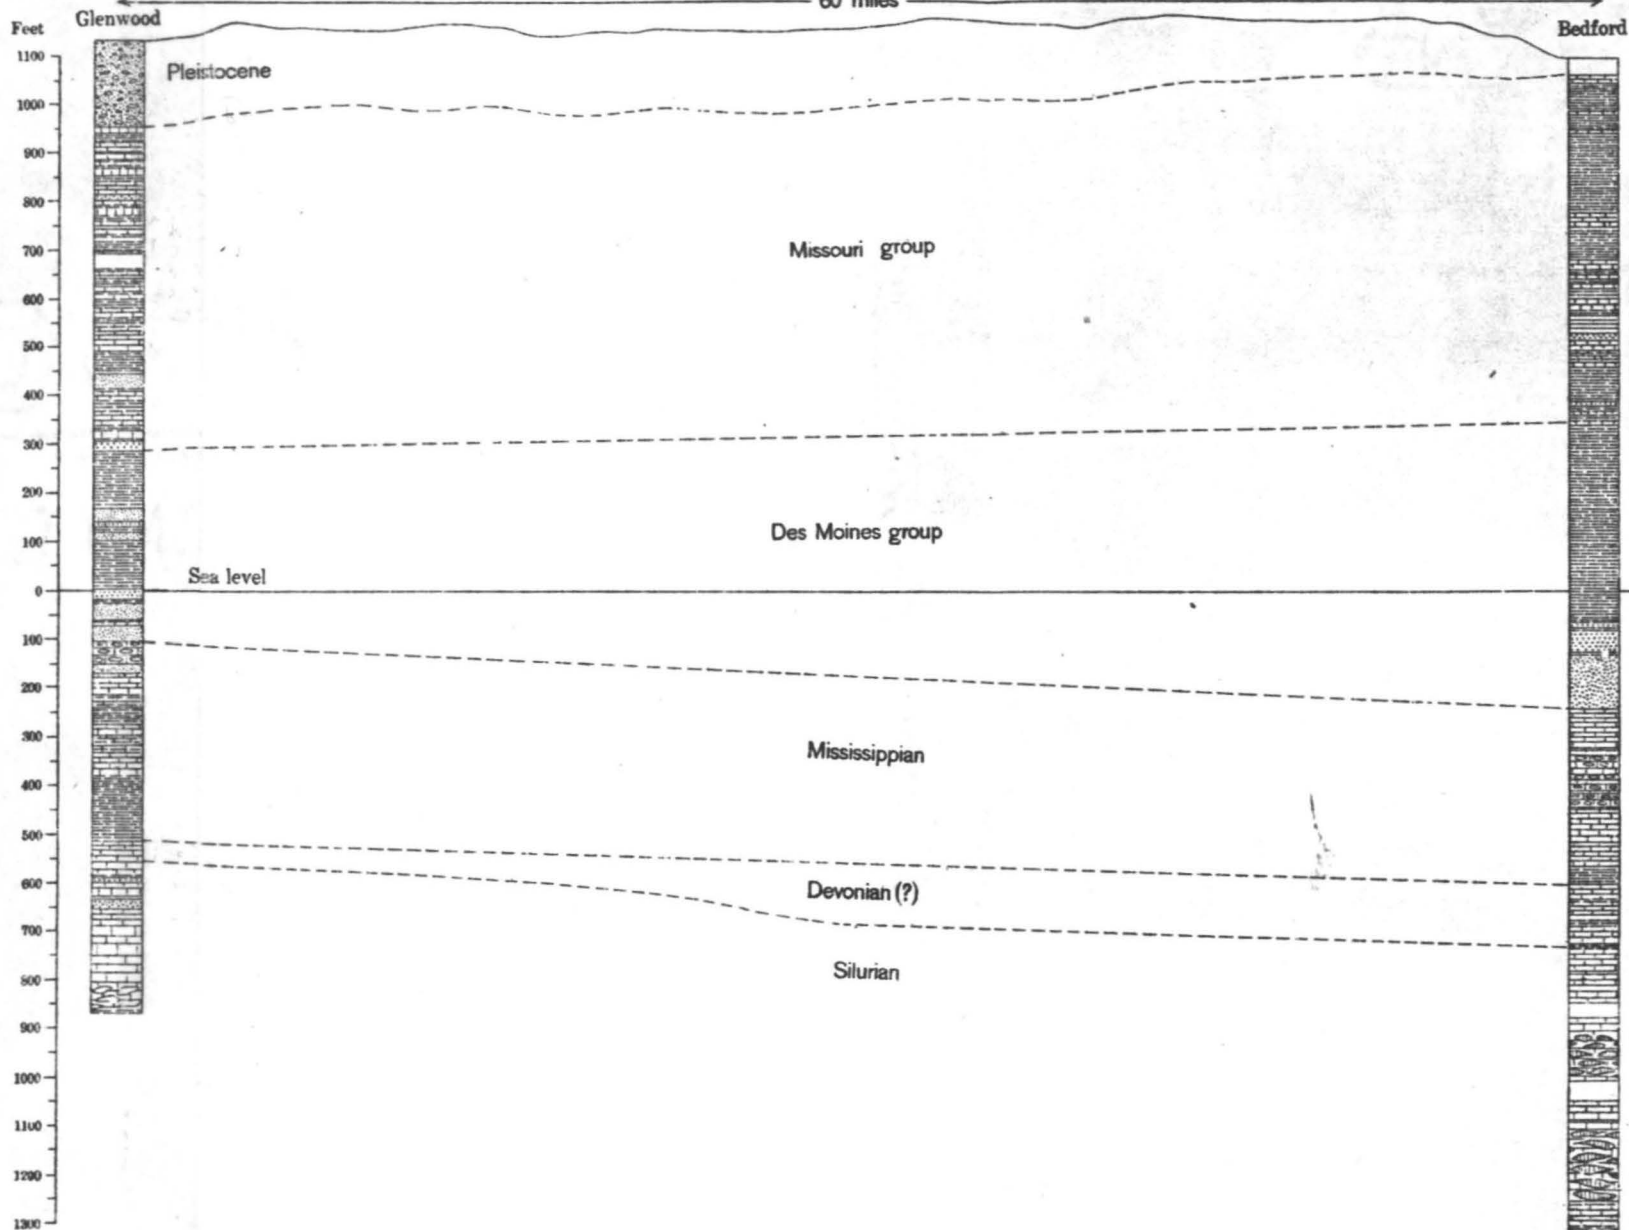 60 miles
Glenwood
Bedford
Feet
1100
Pleistocene
1000
900
800
700
Missouri group
600
500
400
300
200
Des Moines group
100
Sea level
0
100
200
300
Mississippian
400
500
600
Devonian (?)
700
Silurian
800
900
1000
1100
1200
1300